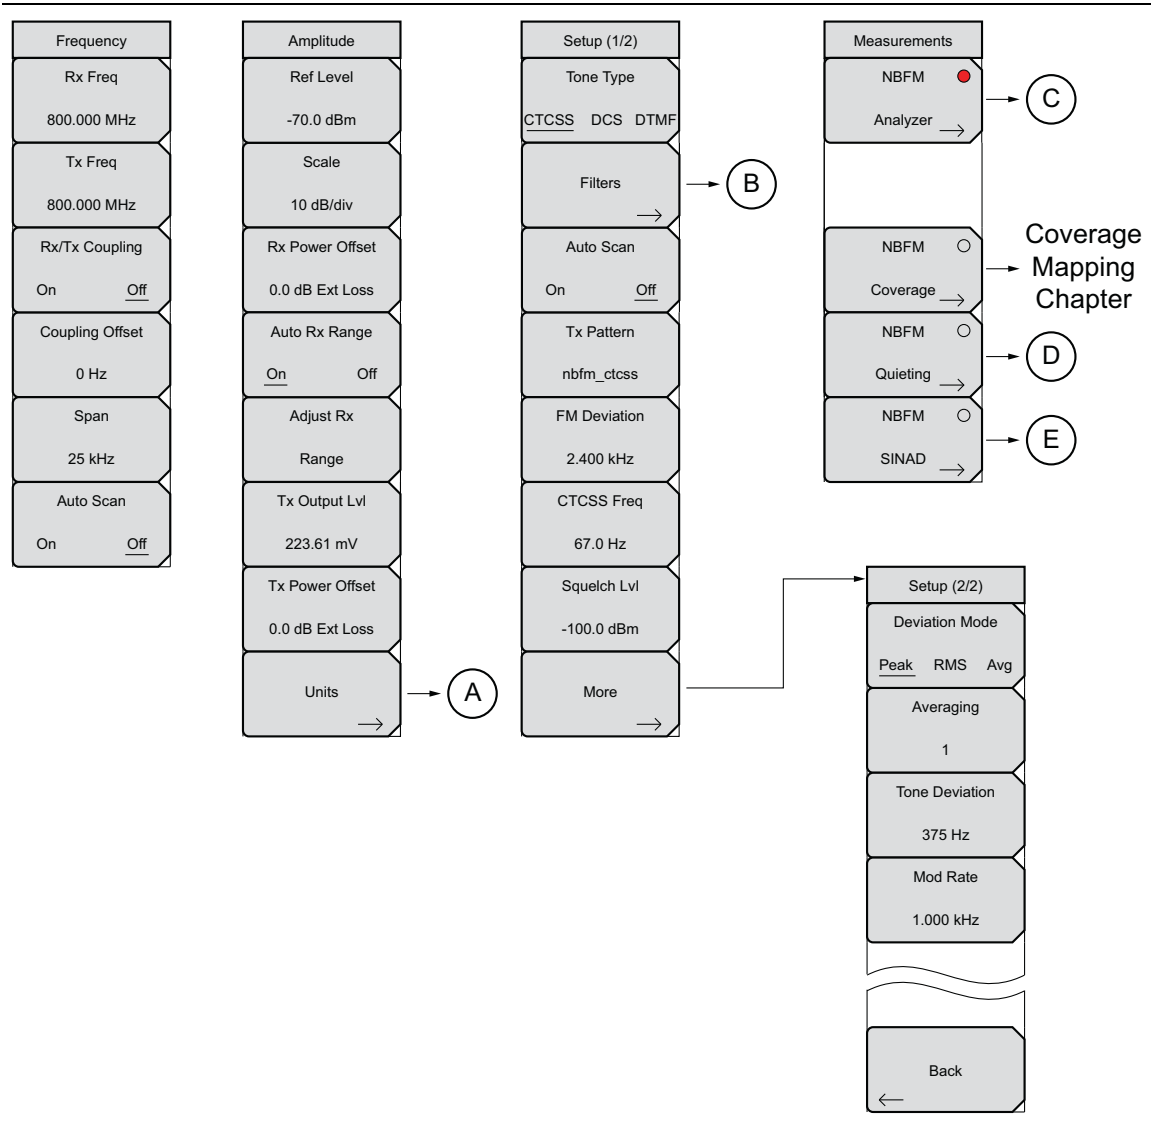 Frequency
Rx Freq
800.000 MHz
Tx Freq
800.000 MHz
Rx/Tx Coupling
On Off
Coupling Offset
0 Hz
Span
25 kHz
Auto Scan
On Off
Amplitude
Ref Level
-70.0 dBm
Scale
10 dB/div
Rx Power Offset
0.0 dB Ext Loss
Auto Rx Range
On Off
Adjust Rx
Range
Tx Output Lvl
223.61 mV
Tx Power Offset
0.0 dB Ext Loss
Units
A
Setup (1/2)
Tone Type
CTCSS DCS DTMF
Filters
B
Auto Scan
On Off
Tx Pattern
nbfm_ctcss
FM Deviation
2.400 kHz
CTCSS Freq
67.0 Hz
Squelch Lvl
-100.0 dBm
More
Measurements
NBFM
Analyzer
C
NBFM
Coverage
Coverage
Mapping
Chapter
NBFM
Quieting
D
NBFM
SINAD
E
Setup (2/2)
Deviation Mode
Peak RMS Avg
Averaging
1
Tone Deviation
375 Hz
Mod Rate
1.000 kHz
Back